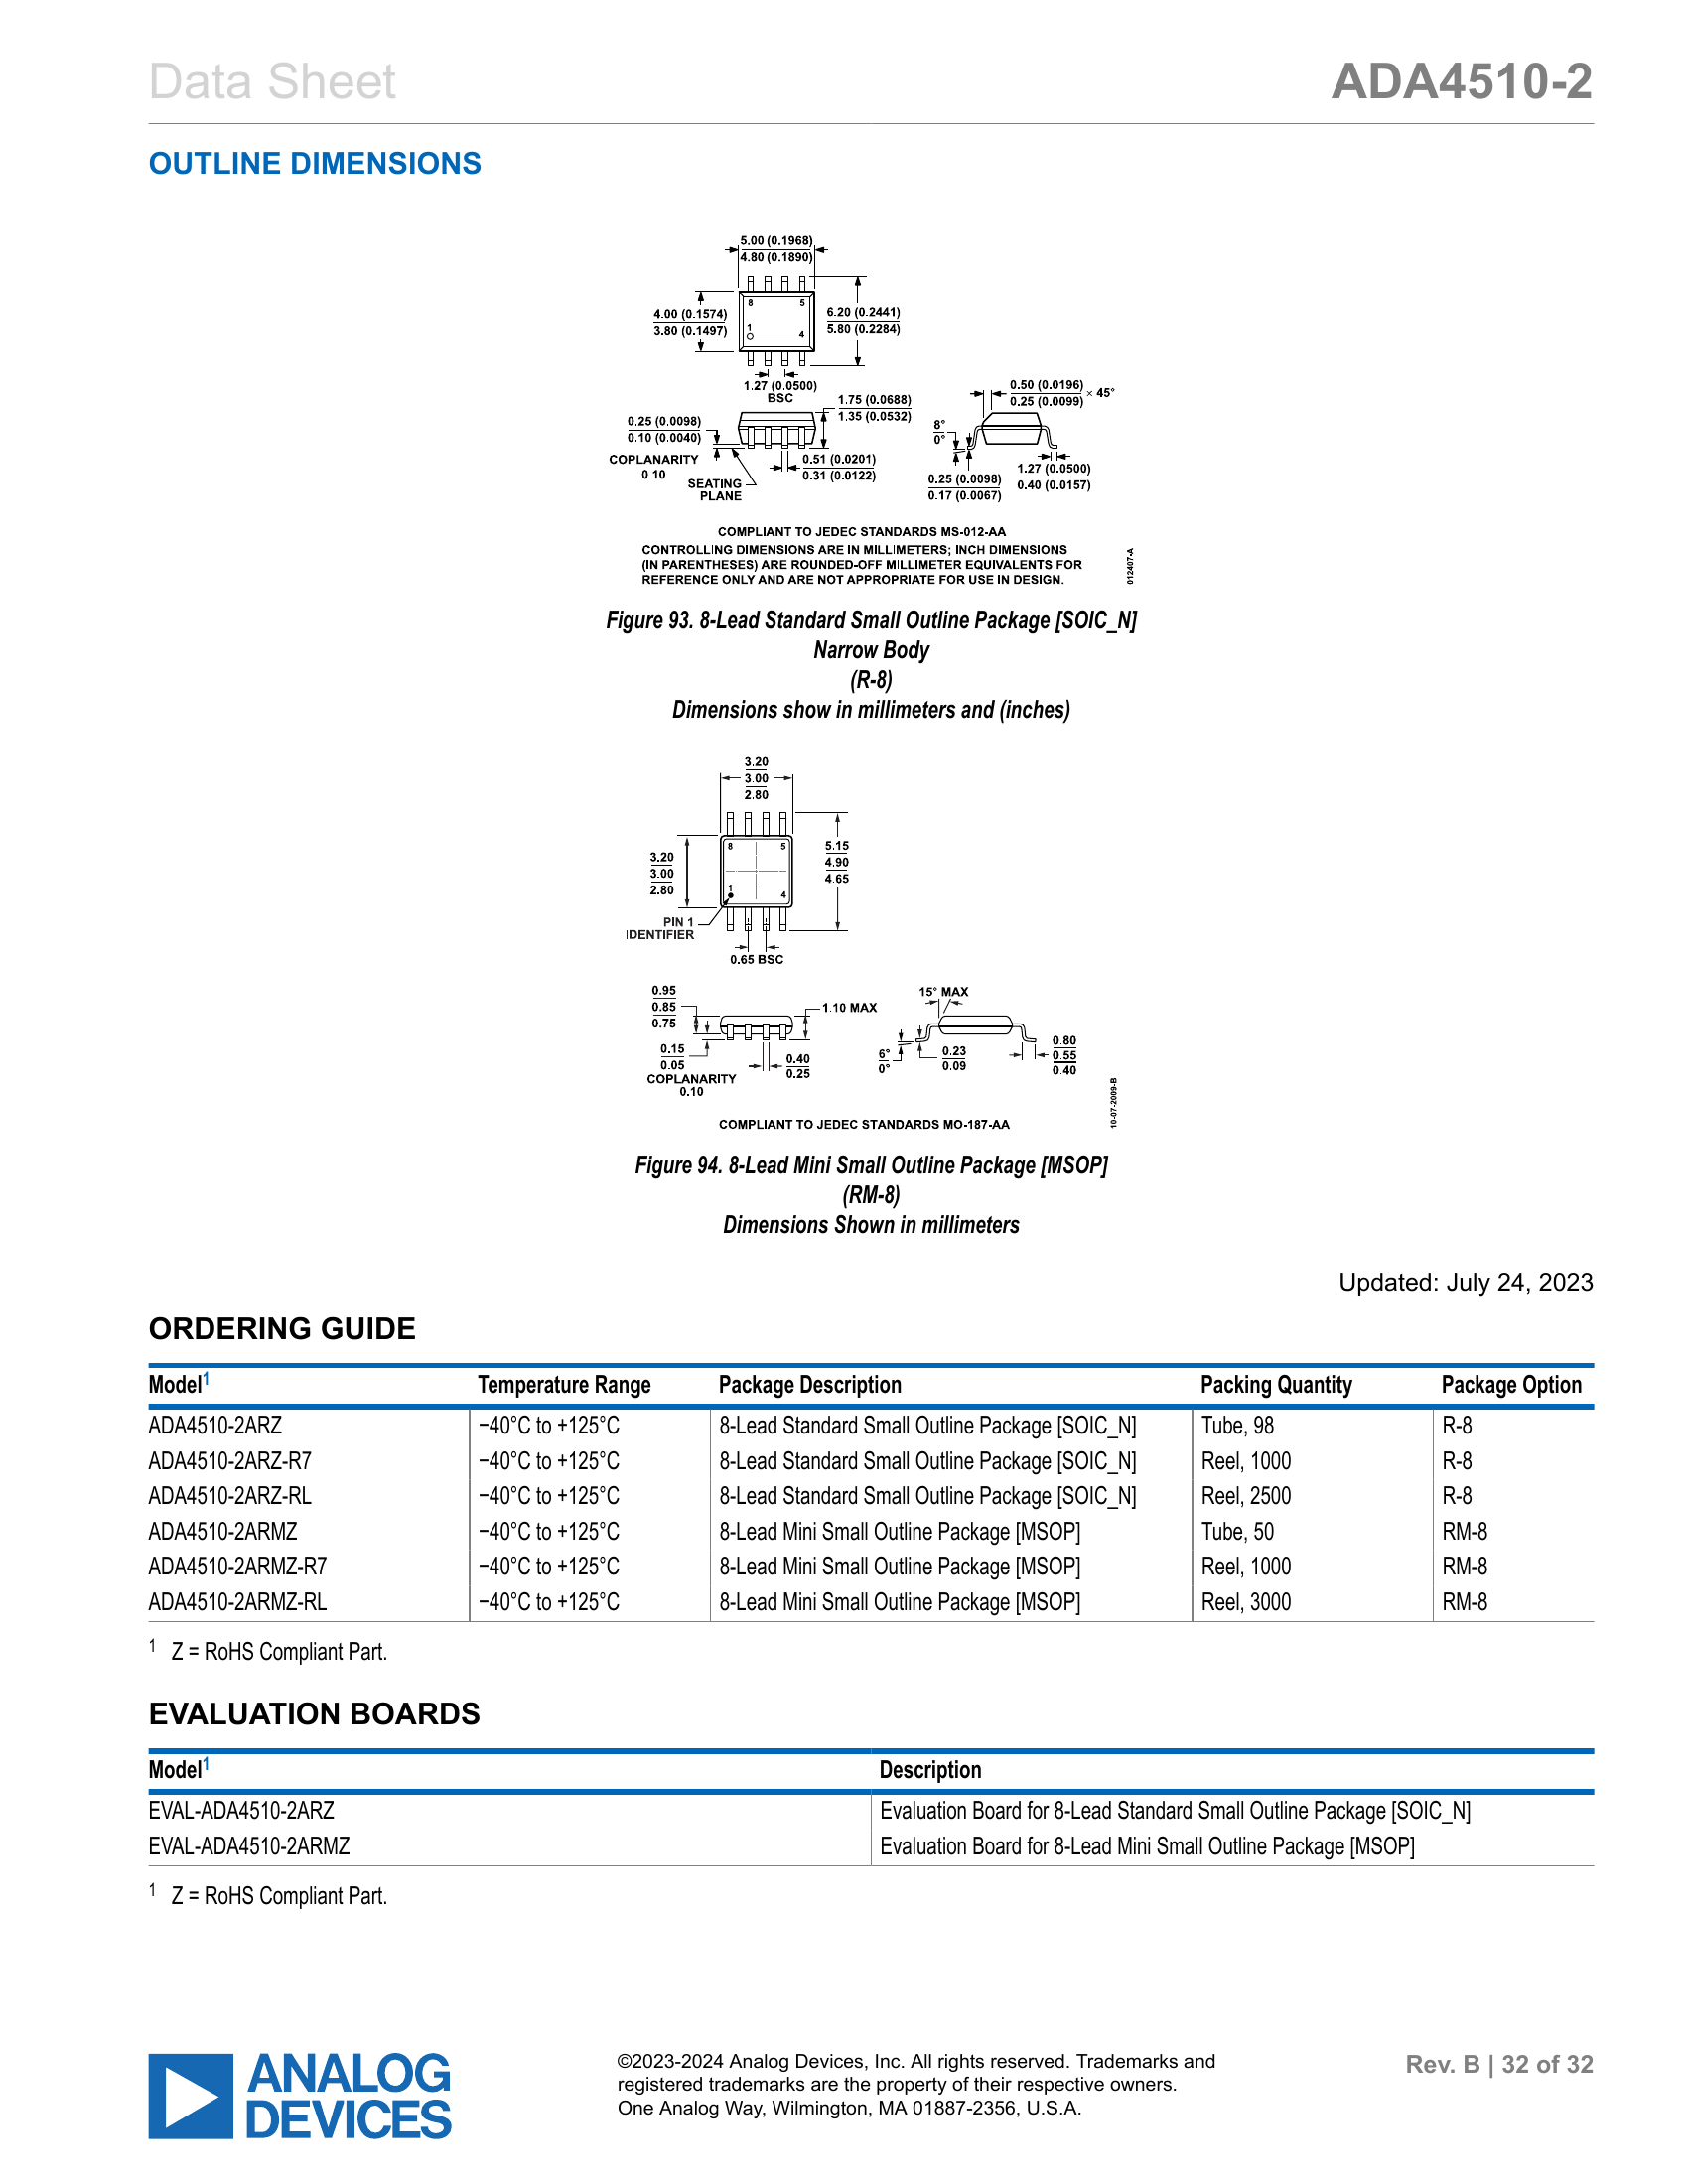 Data Sheet
ADA4510-2
OUTLINE DIMENSIONS
5.00 (0.1968)
4.80 (0.1890)
8
5
1
4
4.00 (0.1574)
3.80 (0.1497)
6.20 (0.2441)
5.80 (0.2284)
1.27 (0.0500)
BSC
1.75 (0.0688)
1.35 (0.0532)
0.50 (0.0196)
0.25 (0.0099)
× 45°
0.25 (0.0098)
0.10 (0.0040)
8°
0°
COPLANARITY
0.10
SEATING
PLANE
0.51 (0.0201)
0.31 (0.0122)
0.25 (0.0098)
0.17 (0.0067)
1.27 (0.0500)
0.40 (0.0157)
COMPLIANT TO JEDEC STANDARDS MS-012-AA
CONTROLLING DIMENSIONS ARE IN MILLIMETERS; INCH DIMENSIONS
(IN PARENTHESES) ARE ROUNDED-OFF MILLIMETER EQUIVALENTS FOR
REFERENCE ONLY AND ARE NOT APPROPRIATE FOR USE IN DESIGN.
012407-A
Figure 93. 8-Lead Standard Small Outline Package [SOIC_N]
Narrow Body
(R-8)
Dimensions show in millimeters and (inches)
3.20
3.00
2.80
8
5
1
4
3.20
3.00
2.80
5.15
4.90
4.65
PIN 1
IDENTIFIER
0.65 BSC
0.95
0.85
0.75
1.10 MAX
15° MAX
0.15
0.05
COPLANARITY
0.10
0.40
0.25
6°
0°
0.23
0.09
0.80
0.55
0.40
10-07-2009-B
COMPLIANT TO JEDEC STANDARDS MO-187-AA
Figure 94. 8-Lead Mini Small Outline Package [MSOP]
(RM-8)
Dimensions Shown in millimeters
Updated: July 24, 2023
ORDERING GUIDE
Model1 Temperature Range Package Description Packing Quantity Package Option
ADA4510-2ARZ −40°C to +125°C 8-Lead Standard Small Outline Package [SOIC_N] Tube, 98 R-8
ADA4510-2ARZ-R7 −40°C to +125°C 8-Lead Standard Small Outline Package [SOIC_N] Reel, 1000 R-8
ADA4510-2ARZ-RL −40°C to +125°C 8-Lead Standard Small Outline Package [SOIC_N] Reel, 2500 R-8
ADA4510-2ARMZ −40°C to +125°C 8-Lead Mini Small Outline Package [MSOP] Tube, 50 RM-8
ADA4510-2ARMZ-R7 −40°C to +125°C 8-Lead Mini Small Outline Package [MSOP] Reel, 1000 RM-8
ADA4510-2ARMZ-RL −40°C to +125°C 8-Lead Mini Small Outline Package [MSOP] Reel, 3000 RM-8
1 Z = RoHS Compliant Part.
EVALUATION BOARDS
Model1 Description
EVAL-ADA4510-2ARZ Evaluation Board for 8-Lead Standard Small Outline Package [SOIC_N]
EVAL-ADA4510-2ARMZ Evaluation Board for 8-Lead Mini Small Outline Package [MSOP]
1 Z = RoHS Compliant Part.
ANALOG
DEVICES
©2023-2024 Analog Devices, Inc. All rights reserved. Trademarks and
registered trademarks are the property of their respective owners.
One Analog Way, Wilmington, MA 01887-2356, U.S.A.
Rev. B | 32 of 32